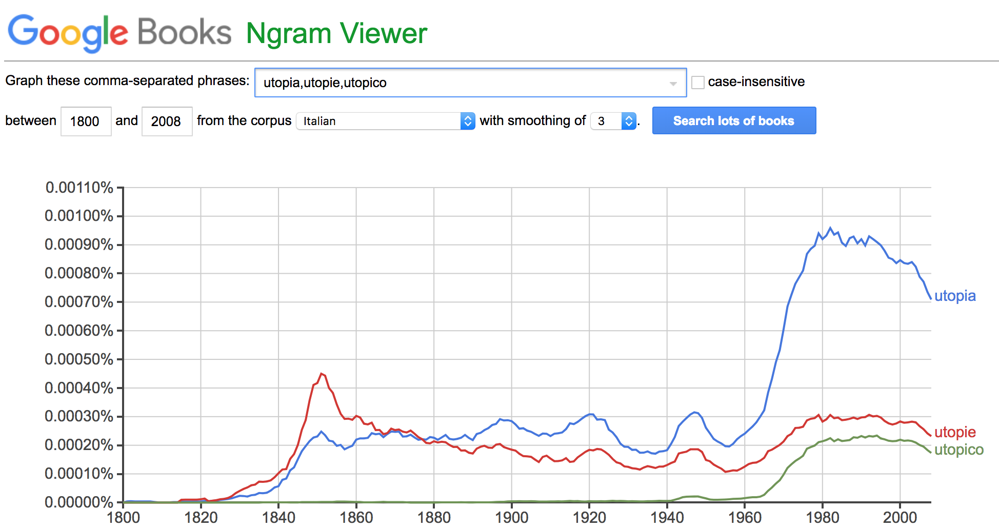 Google Books Ngram Viewer
Graph these comma-separated phrases: utopia,utopie,utopico case-insensitive
between 1800 and 2008 from the corpus Italian with smoothing of 3 . Search lots of books
0.00110%
0.00100%
0.00090%
0.00080%
0.00070%
utopia
0.00060%
0.00050%
0.00040%
0.00030%
utopie
0.00020%
utopico
0.00010%
0.00000%
1800 1820 1840 1860 1880 1900 1920 1940 1960 1980 2000